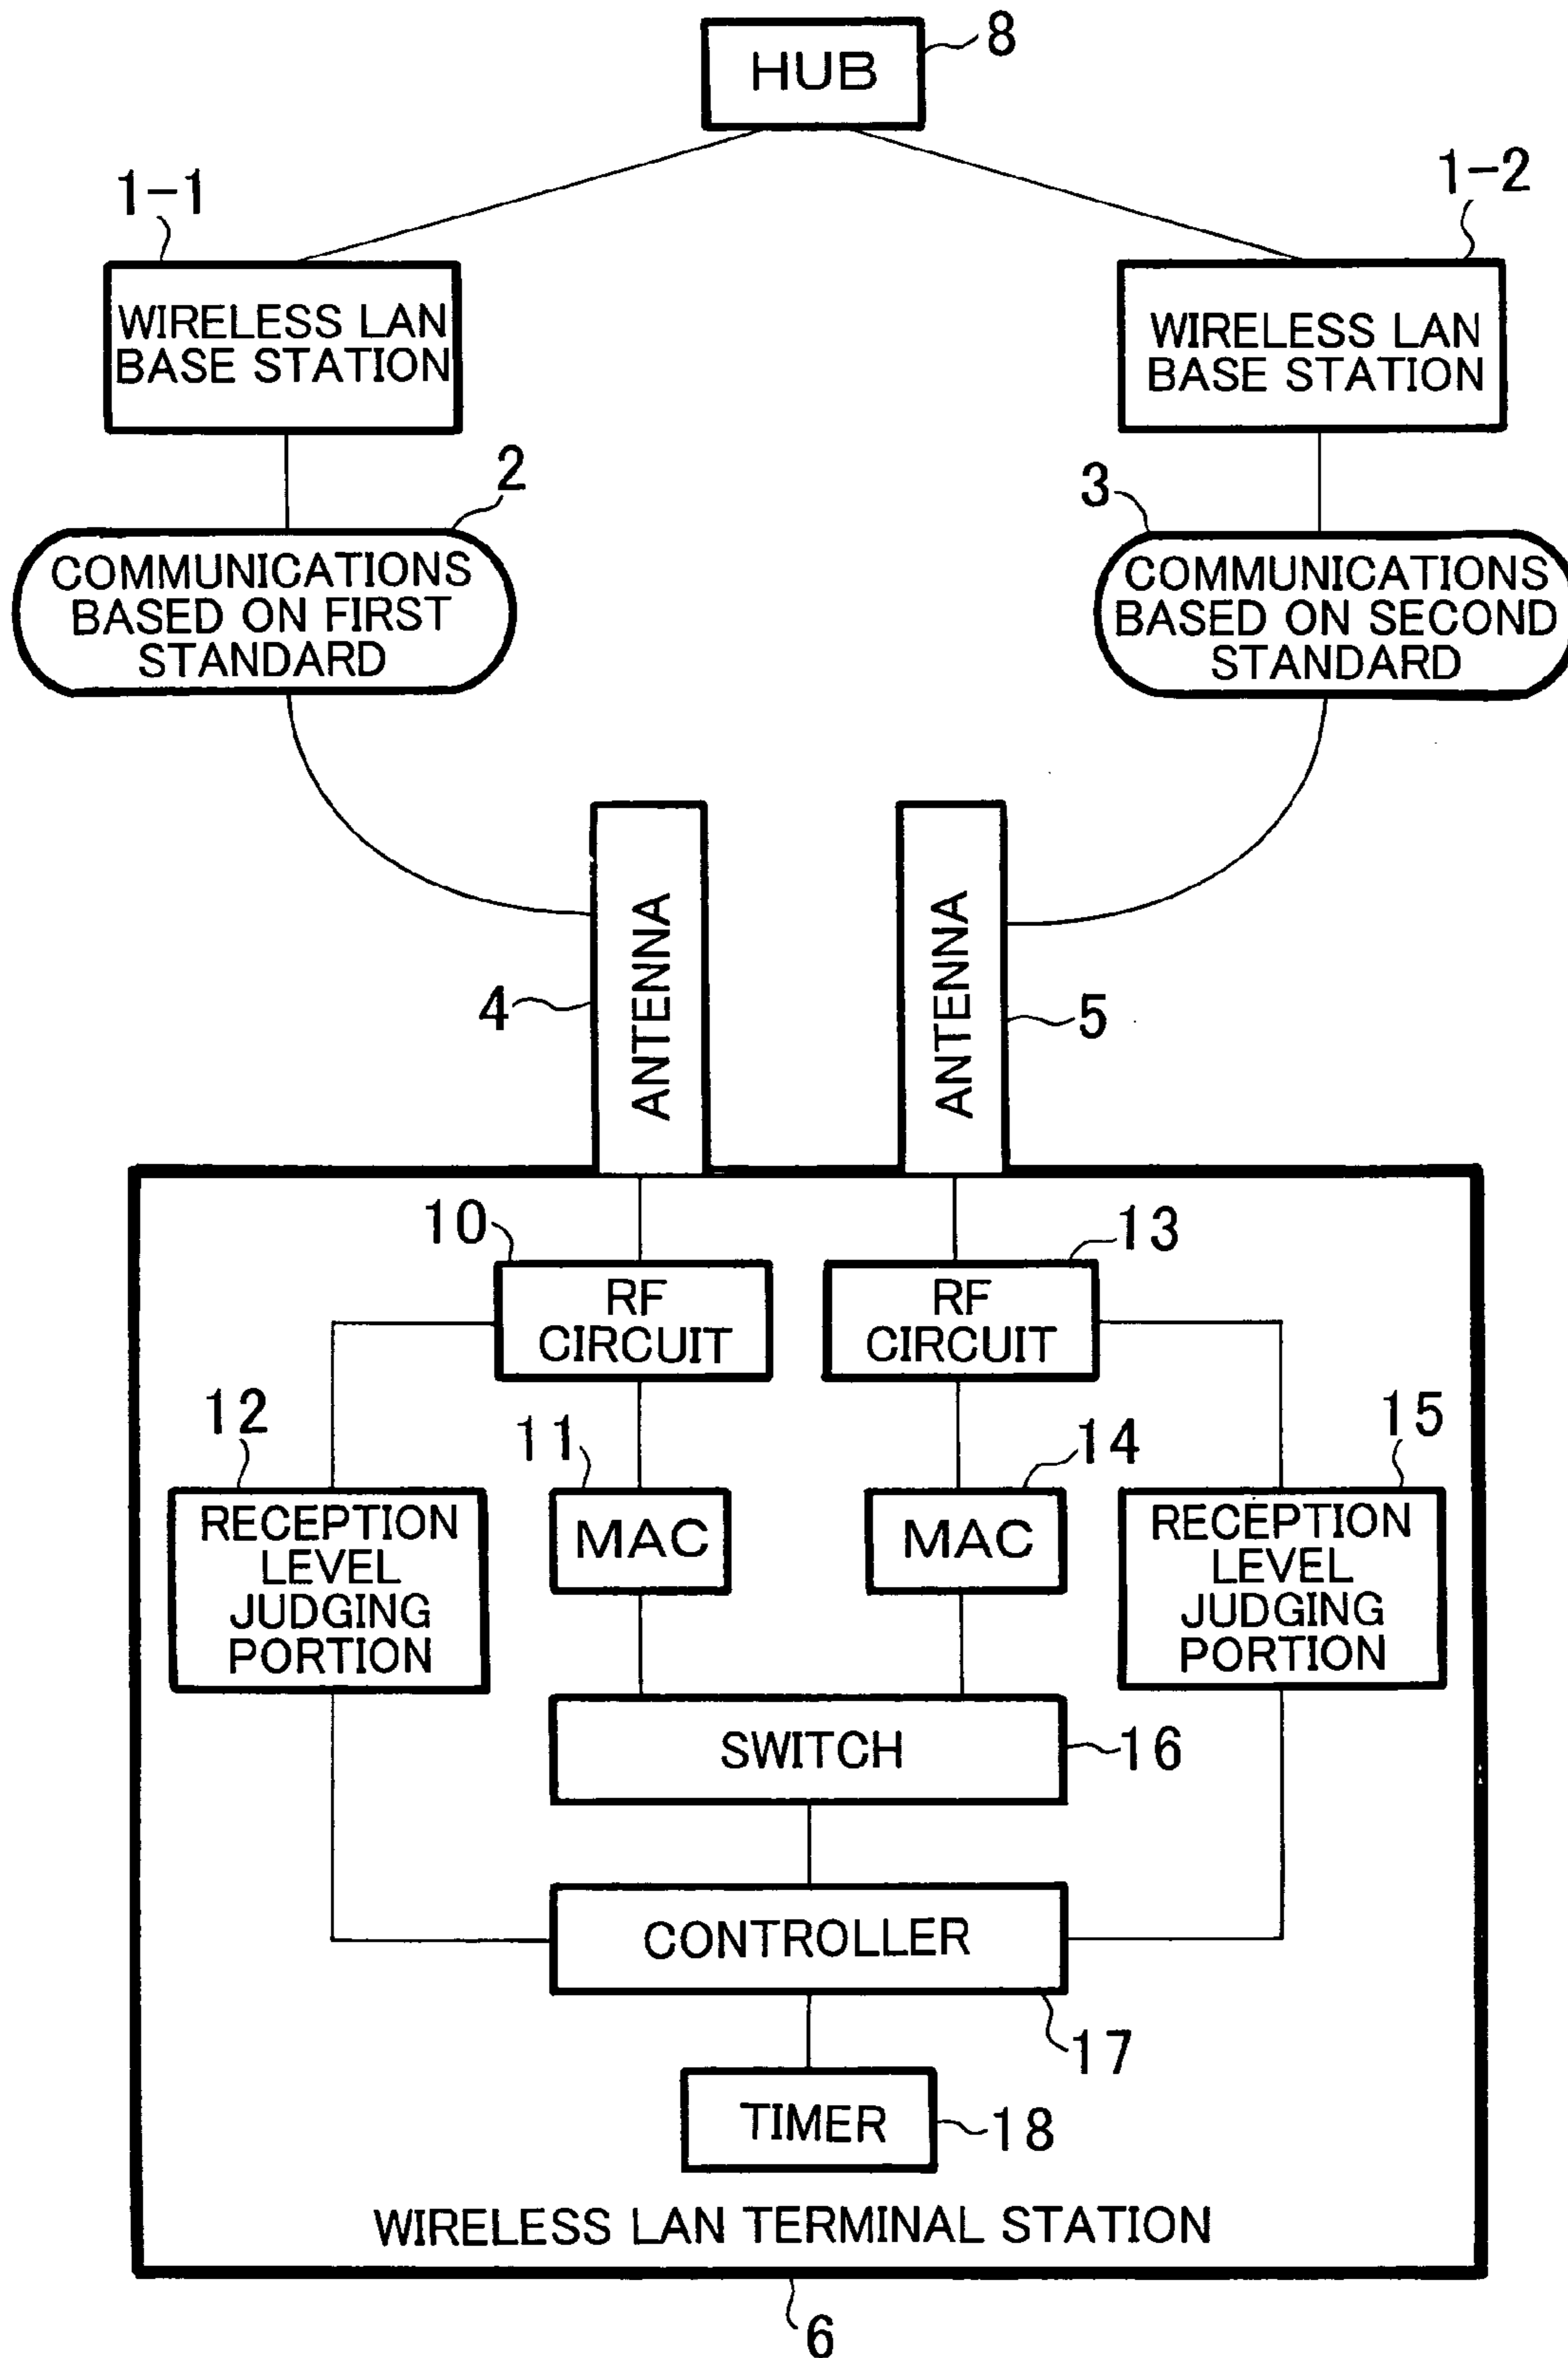 HUB
8
1-1
1-2
WIRELESS LAN
BASE STATION
WIRELESS LAN
BASE STATION
2
3
COMMUNICATIONS
BASED ON FIRST
STANDARD
COMMUNICATIONS
BASED ON SECOND
STANDARD
ANTENNA
ANTENNA
4
5
10
13
RF
CIRCUIT
RF
CIRCUIT
12
11
14
15
RECEPTION
LEVEL
JUDGING
PORTION
MAC
MAC
RECEPTION
LEVEL
JUDGING
PORTION
SWITCH
16
CONTROLLER
17
TIMER
18
WIRELESS LAN TERMINAL STATION
6